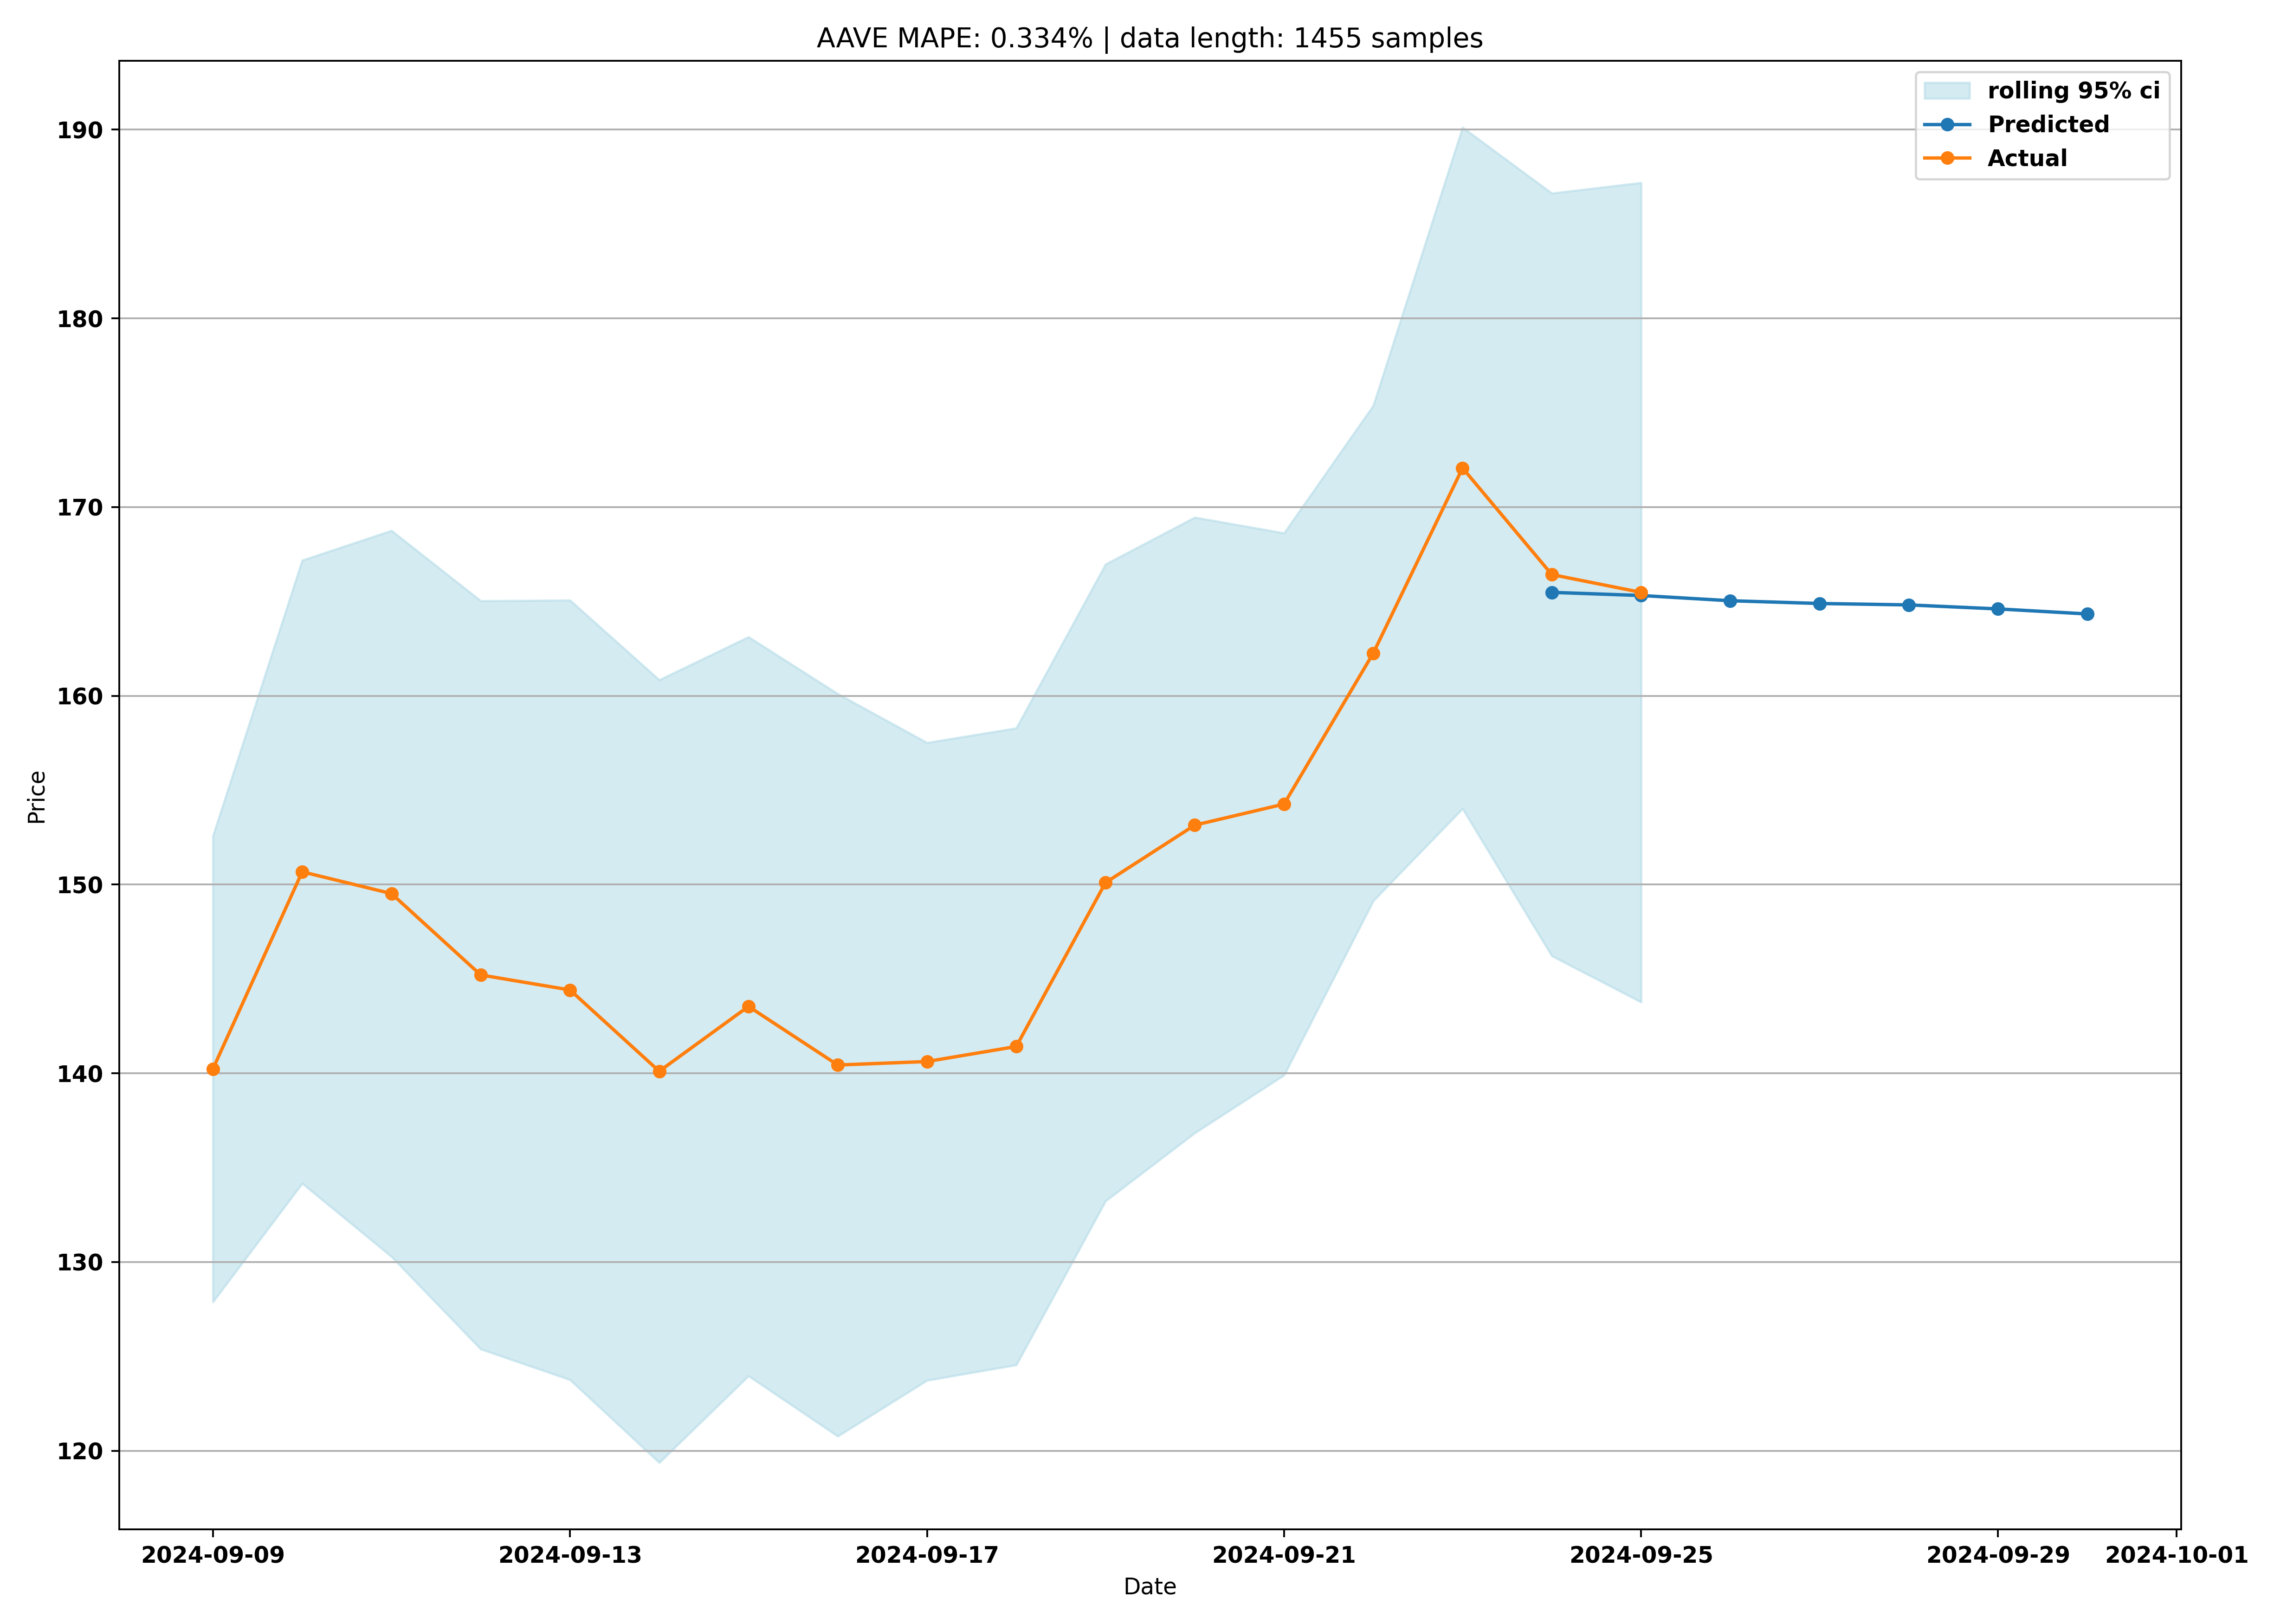 AAVE MAPE: 0.334% | data length: 1455 samples
rolling 95% ci
Predicted
Actual
190
180
170
160
150
140
130
120
Price
2024-09-09
2024-09-13
2024-09-17
2024-09-21
2024-09-25
2024-09-29
2024-10-01
Date